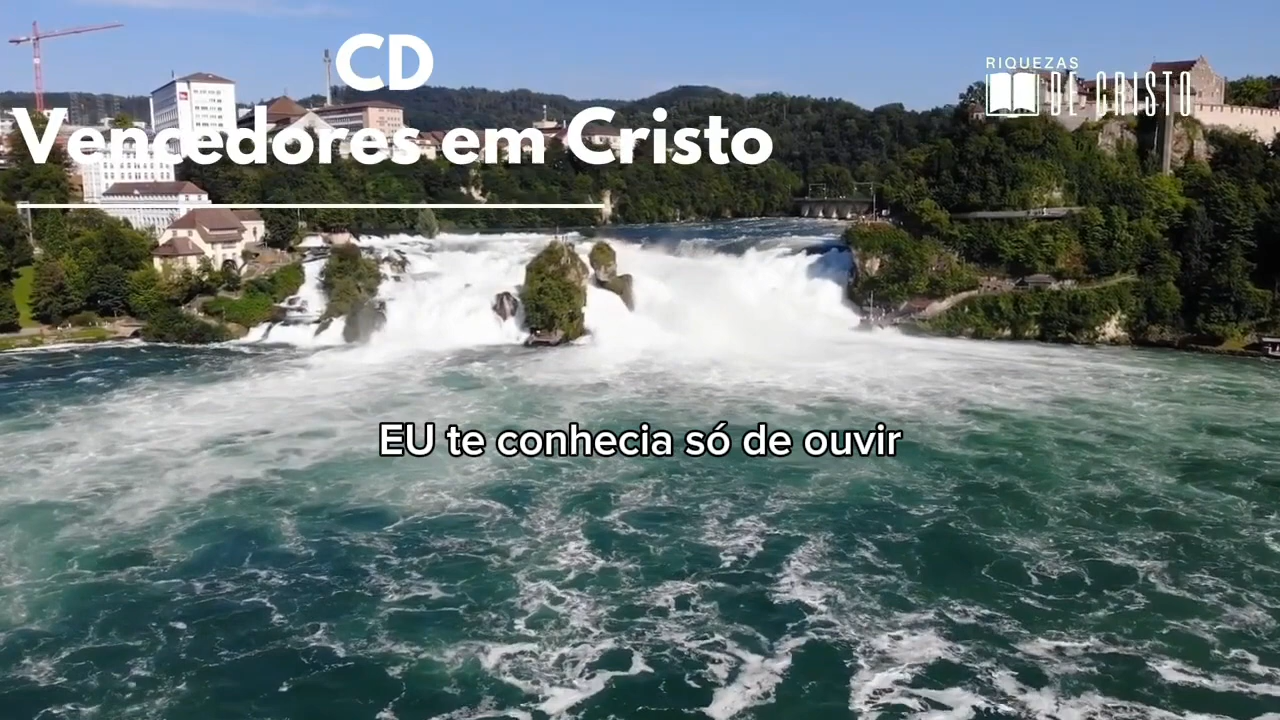 CD
Vencedores em Cristo
RIQUEZAS
DE CRISTO
EU te conhecia só de ouvir